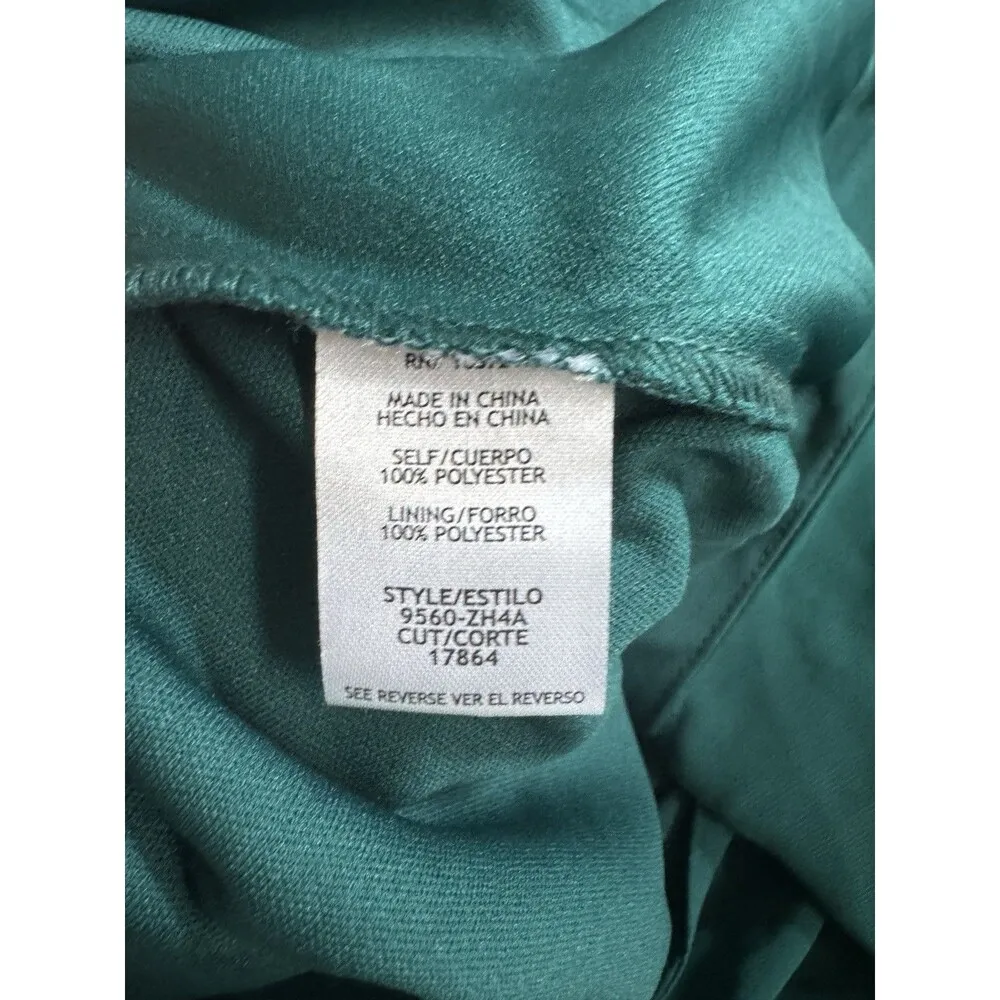 RN/
MADE IN CHINA
HECHO EN CHINA
SELF/CUERPO
100% POLYESTER
LINING/FORRO
100% POLYESTER
STYLE/ESTILO
9560-ZH4A
CUT/CORTE
17864
SEE REVERSE VER EL REVERSO